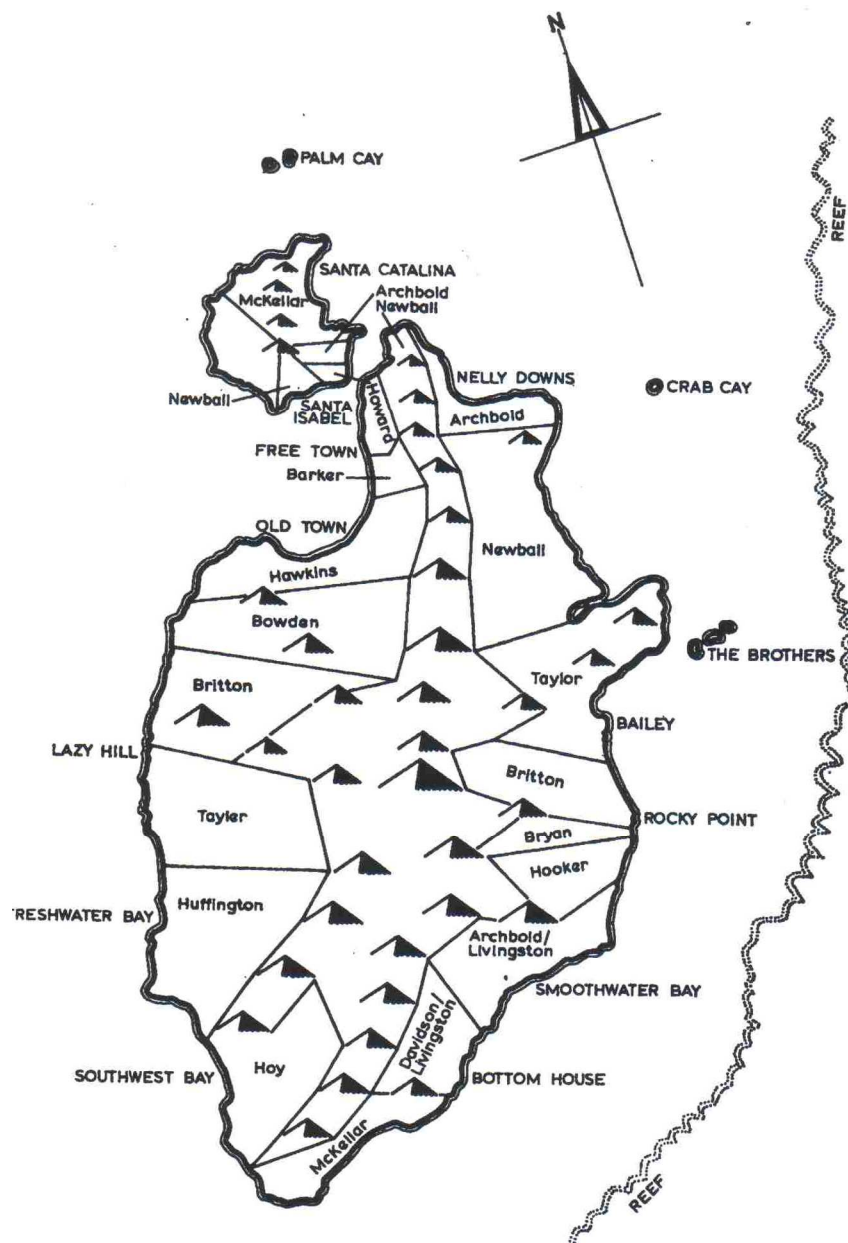 N
PALM CAY
REEF
SANTA CATALINA
McKellar
Archbold
Newball
Newball
SANTA
ISABEL
Howard
NELLY DOWNS
CRAB CAY
Archbold
FREE TOWN
Barker
OLD TOWN
Newball
Hawkins
Bowden
THE BROTHERS
Taylor
Britton
BAILEY
LAZY HILL
Britton
Tayler
ROCKY POINT
Bryan
Hooker
Huffington
RESHWATER BAY
Archbold/
Livingston
SMOOTHWATER BAY
Davidson/
Livingston
Hoy
SOUTHWEST BAY
BOTTOM HOUSE
McKellar
REEF